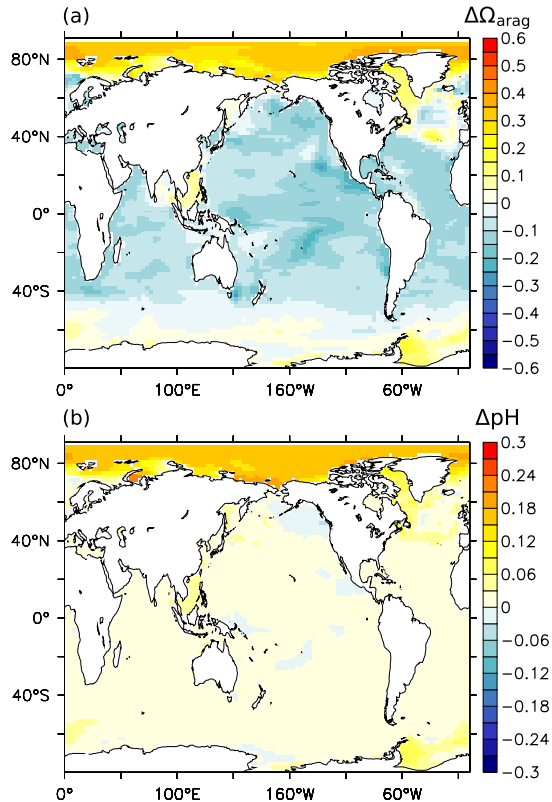 (a)
ΔΩarag
80°N
40°N
0°
40°S
0°
100°E
160°W
60°W
0.6
0.5
0.4
0.3
0.2
0.1
0
−0.1
−0.2
−0.3
−0.4
−0.5
−0.6
(b)
ΔpH
80°N
40°N
0°
40°S
0°
100°E
160°W
60°W
0.3
0.24
0.18
0.12
0.06
0
−0.06
−0.12
−0.18
−0.24
−0.3